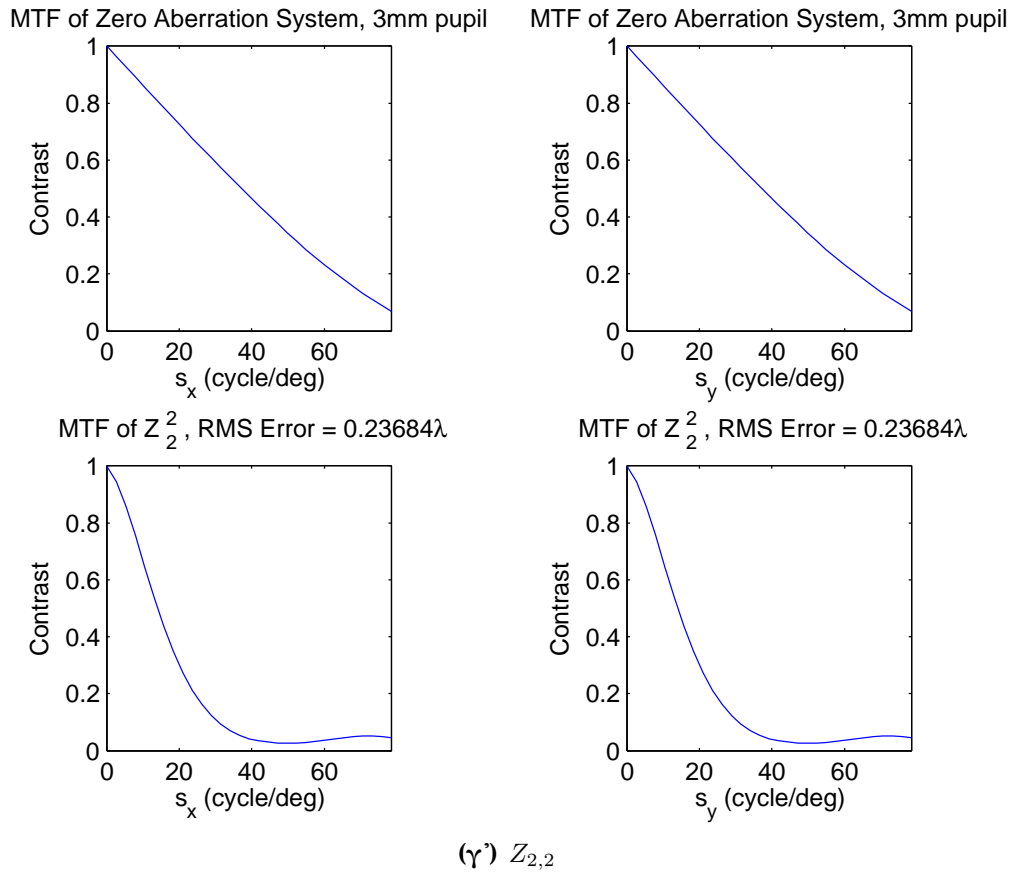 MTF of Zero Aberration System, 3mm pupil
1
0.8
0.6
0.4
0.2
0
Contrast
0 20 40 60
s_x (cycle/deg)
MTF of Zero Aberration System, 3mm pupil
1
0.8
0.6
0.4
0.2
0
Contrast
0 20 40 60
s_y (cycle/deg)
MTF of Z_2^2, RMS Error = 0.23684λ
1
0.8
0.6
0.4
0.2
0
Contrast
0 20 40 60
s_x (cycle/deg)
MTF of Z_2^2, RMS Error = 0.23684λ
1
0.8
0.6
0.4
0.2
0
Contrast
0 20 40 60
s_y (cycle/deg)
(γ') Z_{2,2}